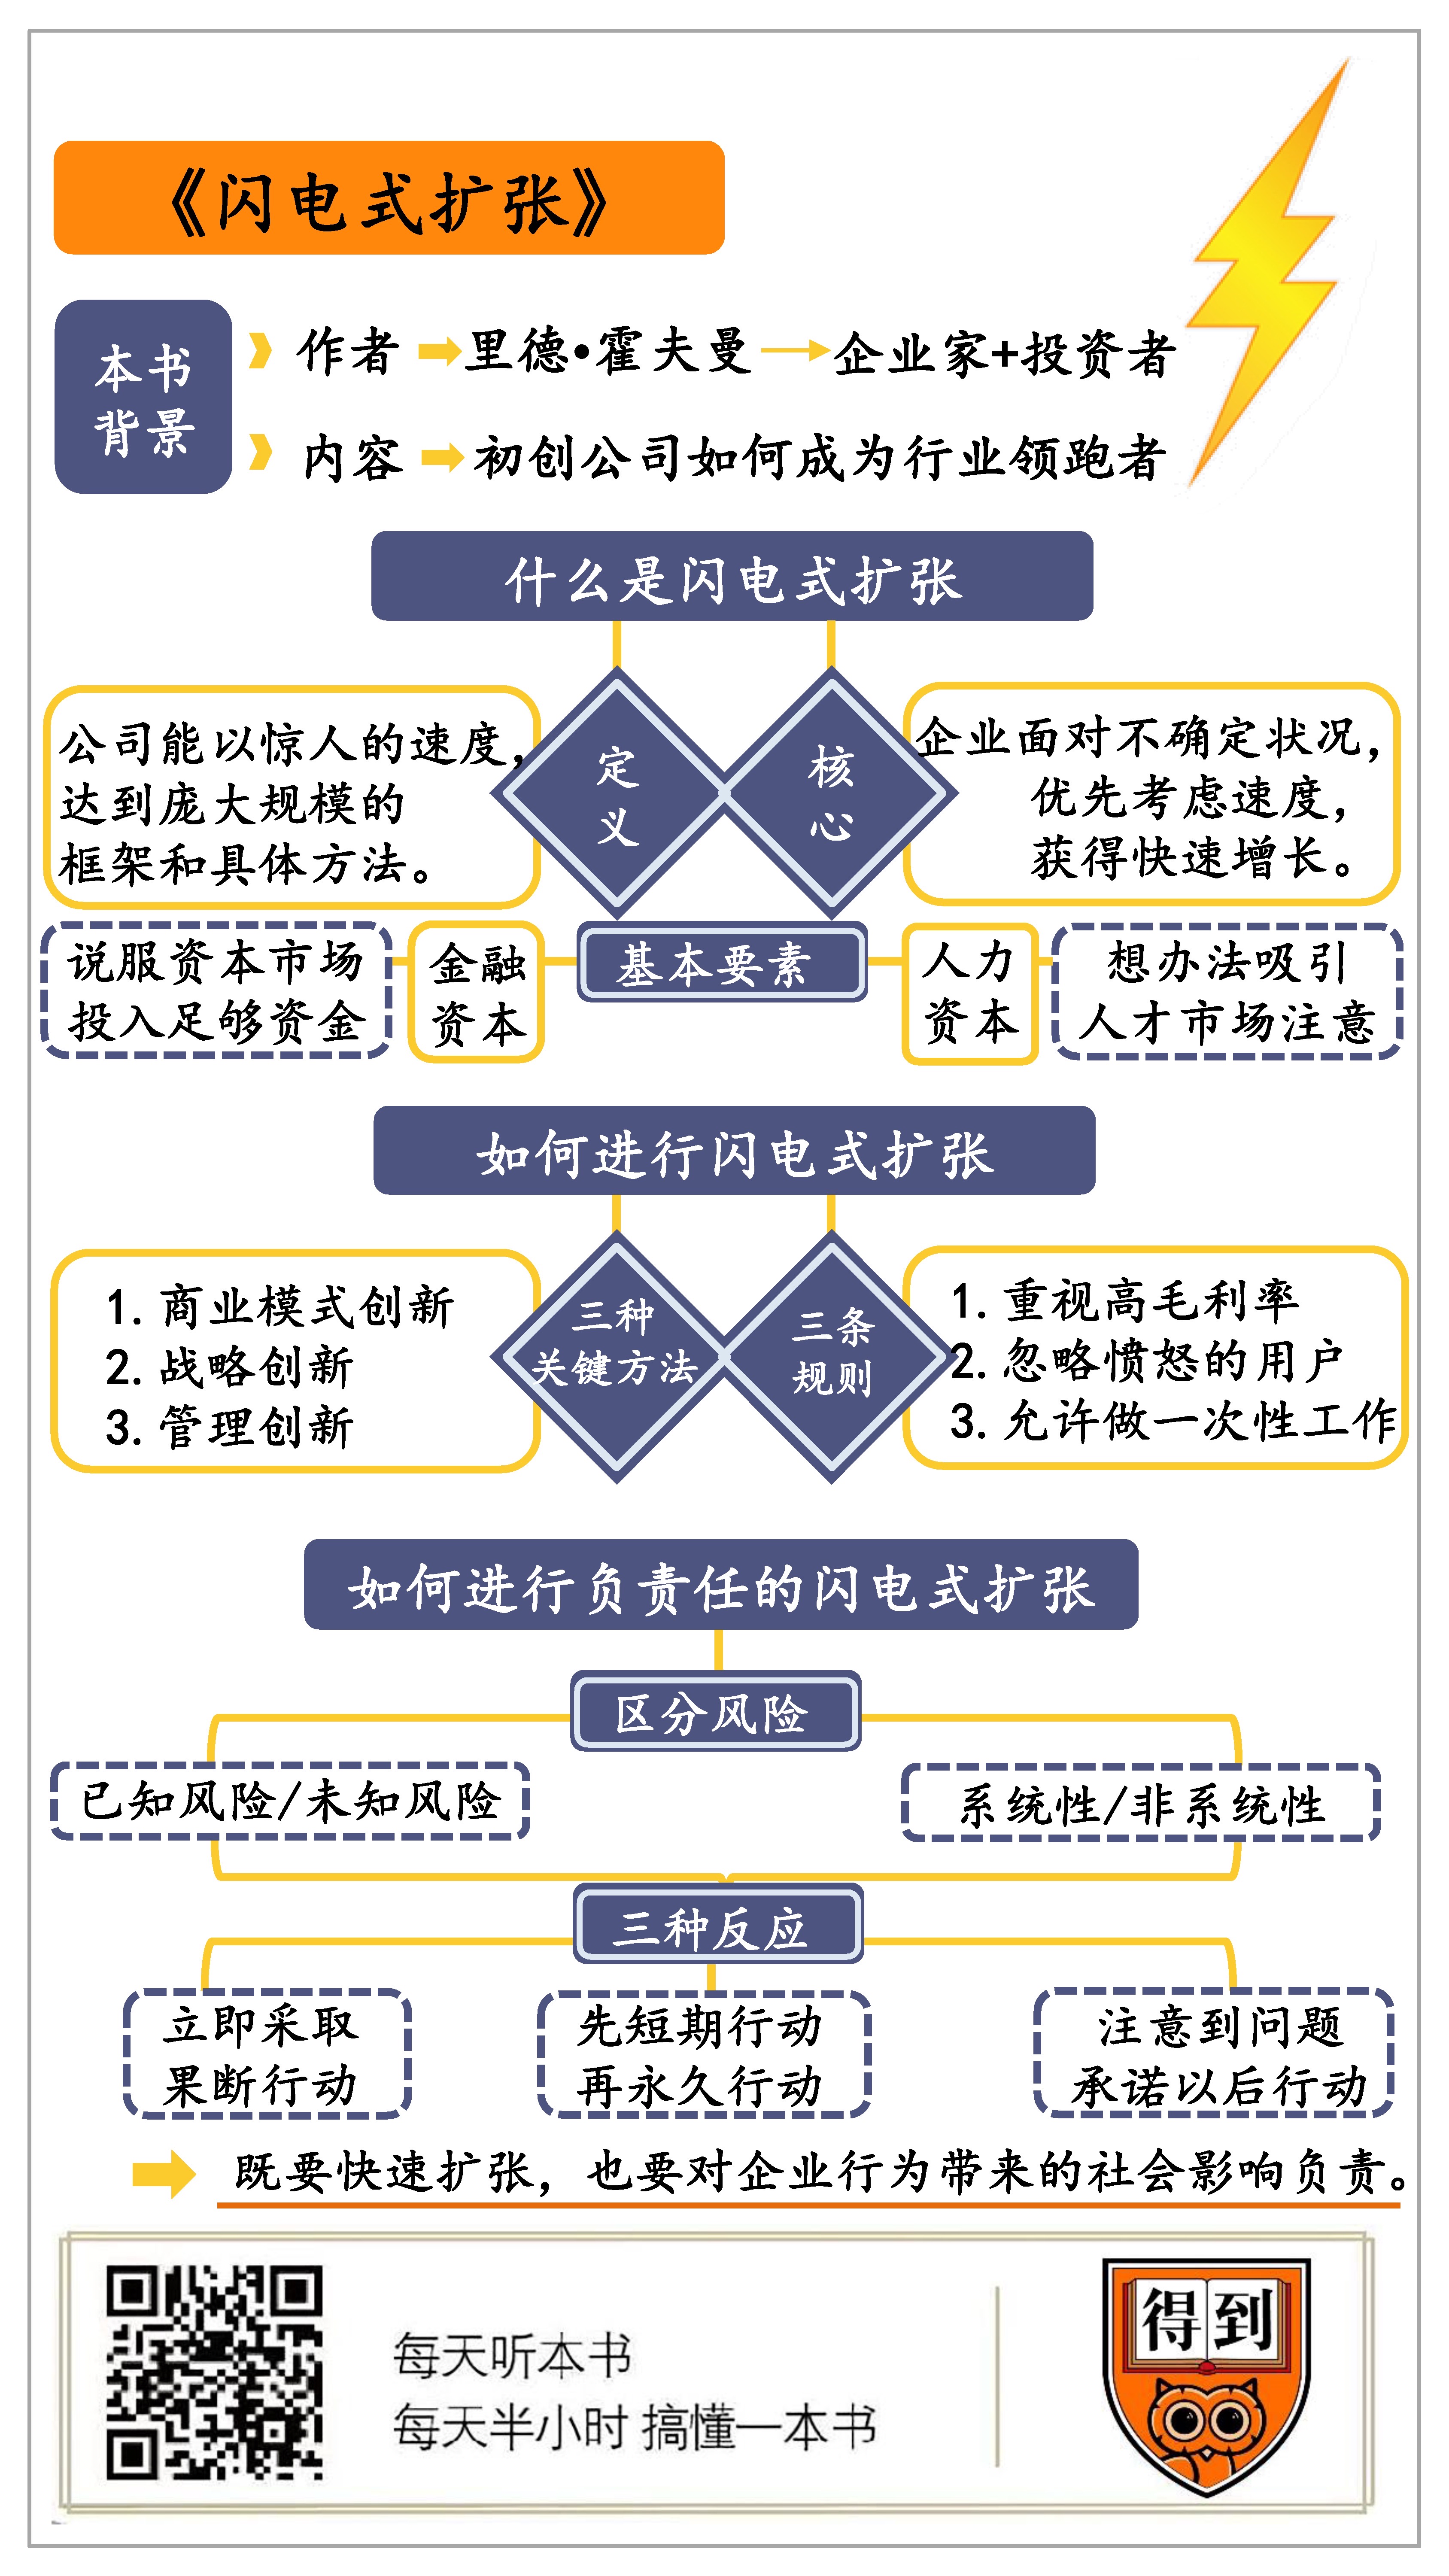 《闪电式扩张》
本书
背景
作者
里德•霍夫曼
企业家+投资者
内容
初创公司如何成为行业领跑者
什么是闪电式扩张
公司能以惊人的速度,
达到庞大规模的
框架和具体方法。
定
义
核
心
企业面对不确定状况,
优先考虑速度,
获得快速增长。
说服资本市场
投入足够资金
金融
资本
基本要素
人力
资本
想办法吸引
人才市场注意
如何进行闪电式扩张
1. 商业模式创新
2. 战略创新
3. 管理创新
三种
关键方法
三条
规则
1. 重视高毛利率
2. 忽略愤怒的用户
3. 允许做一次性工作
如何进行负责任的闪电式扩张
区分风险
已知风险/未知风险
系统性/非系统性
三种反应
立即采取
果断行动
先短期行动
再永久行动
注意到问题
承诺以后行动
既要快速扩张，也要对企业行为带来的社会影响负责。
每天听本书
每天半小时 搞懂一本书
得到